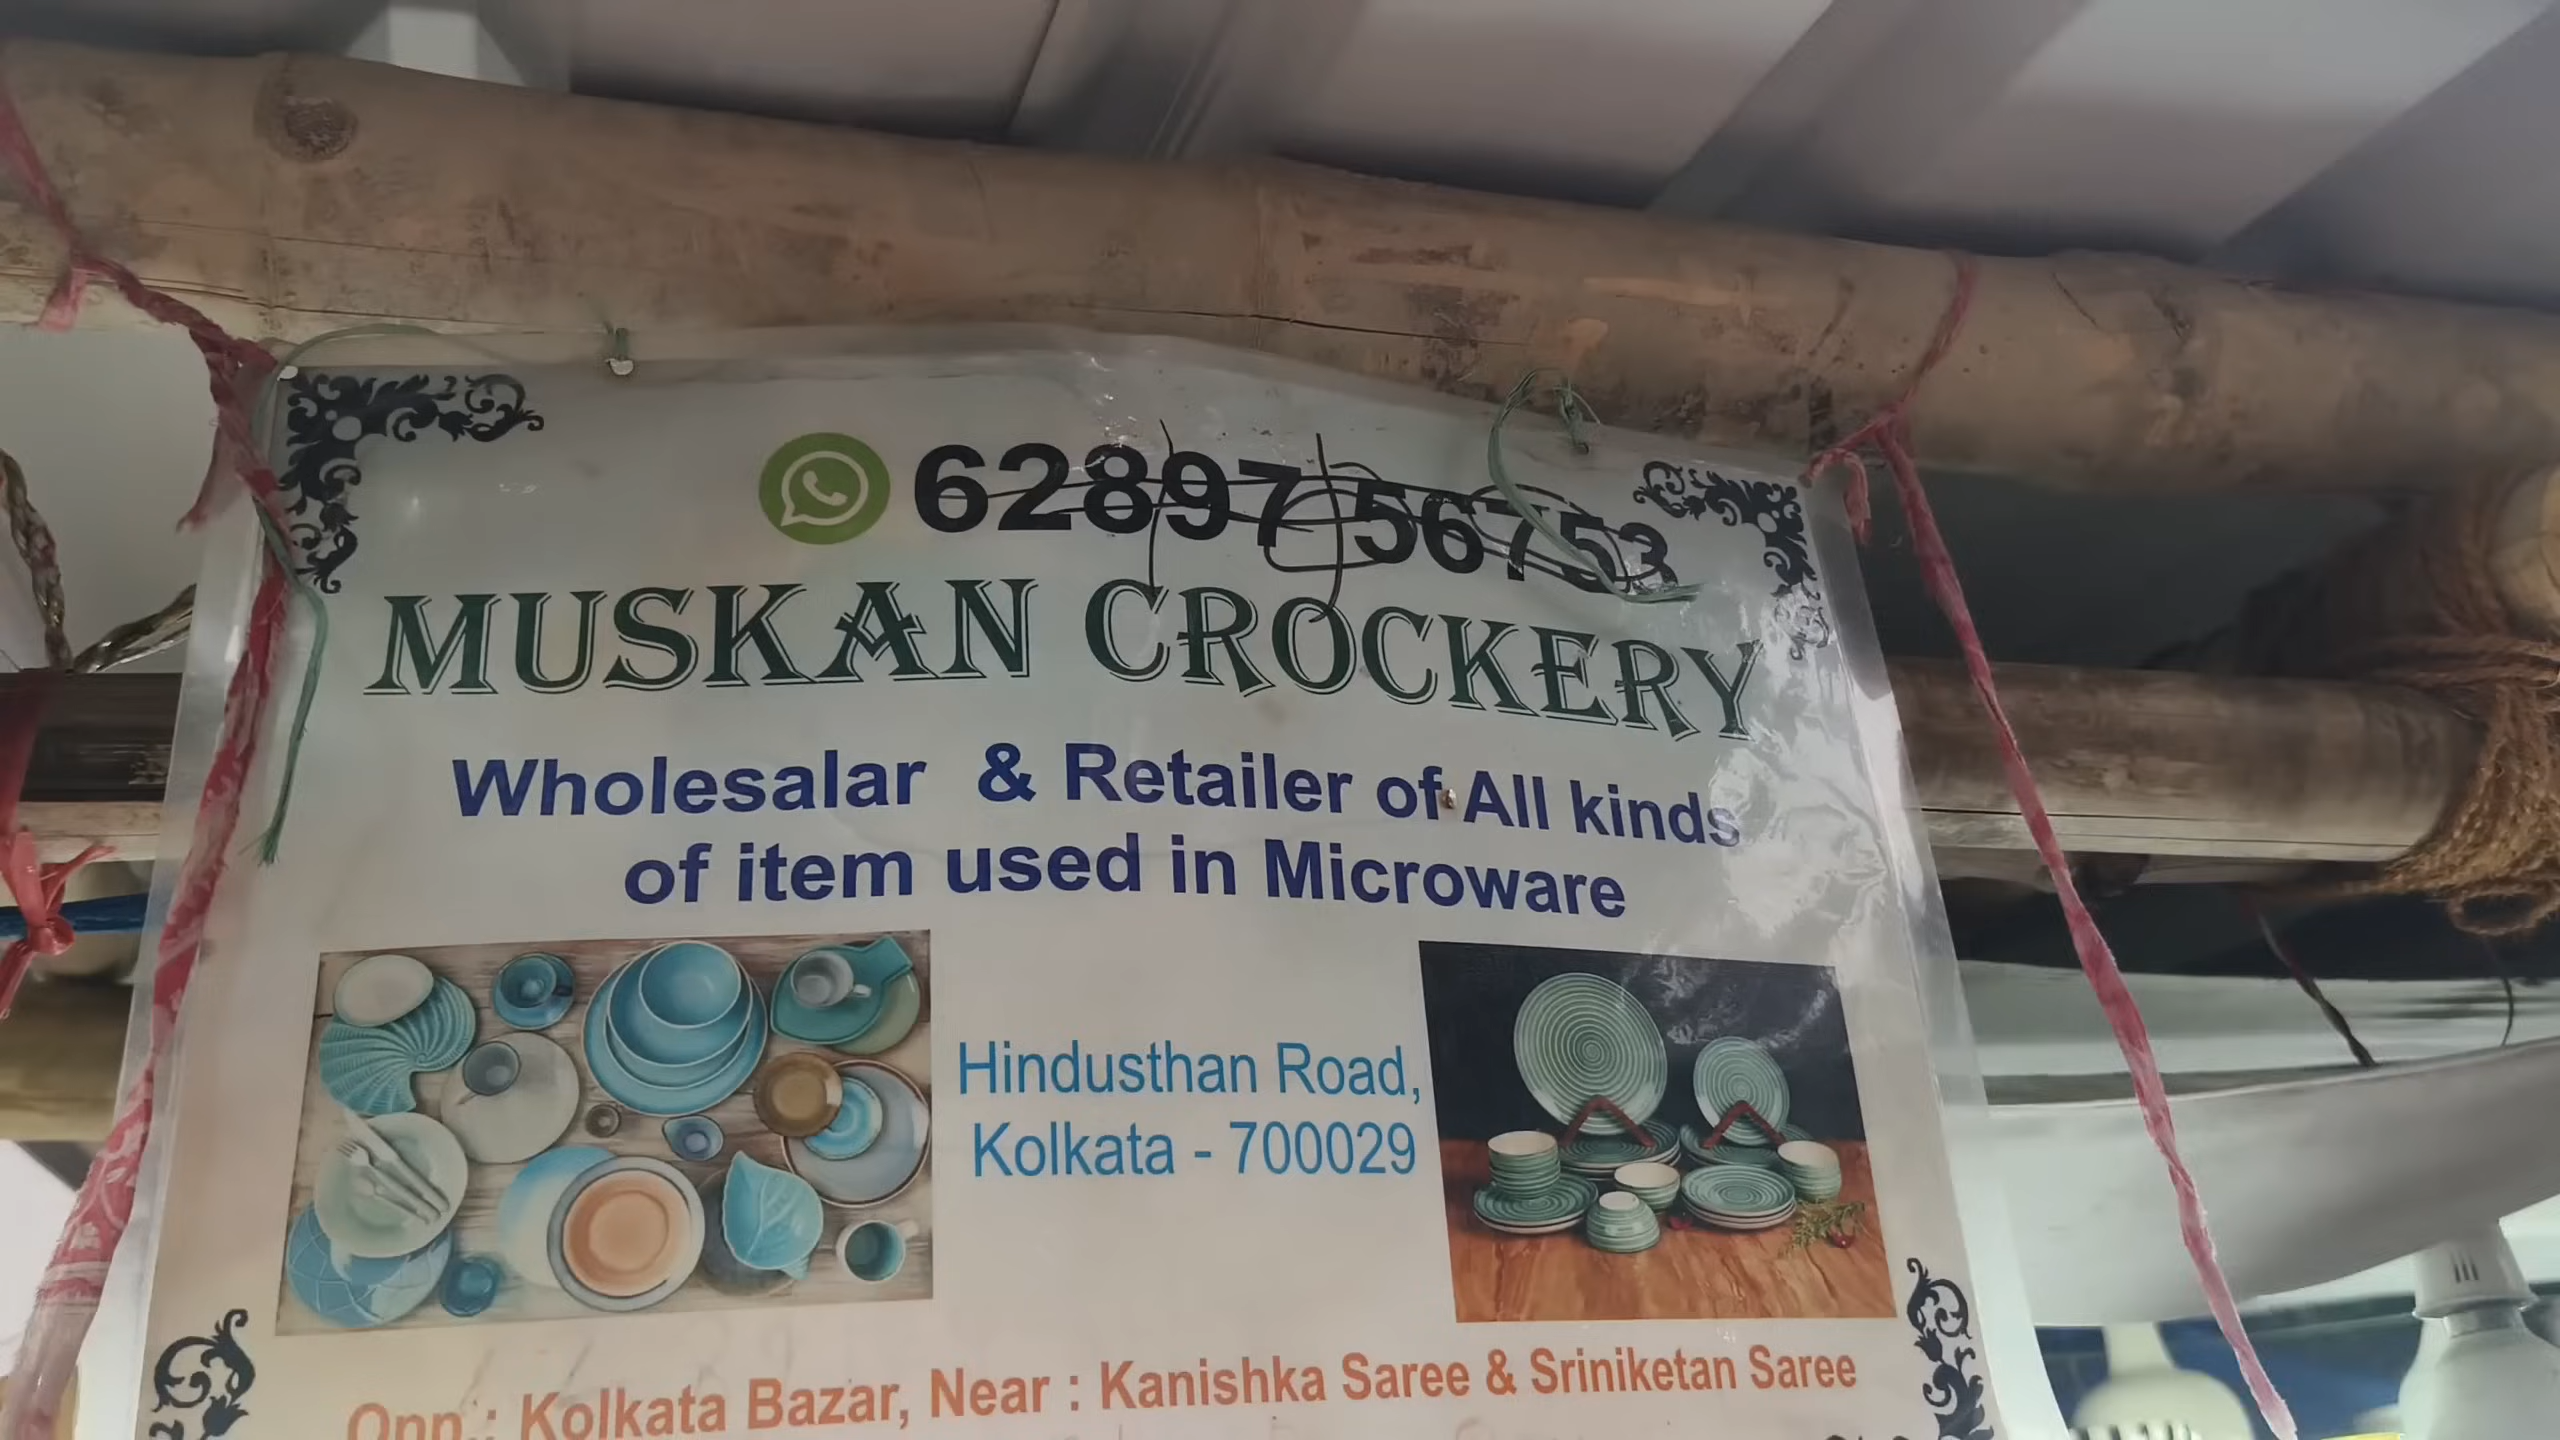 62897 56753
MUSKAN CROCKERY
Wholesalar & Retailer of All kinds
of item used in Microware
Hindusthan Road,
Kolkata - 700029
Opp.: Kolkata Bazar, Near : Kanishka Saree & Sriniketan Saree